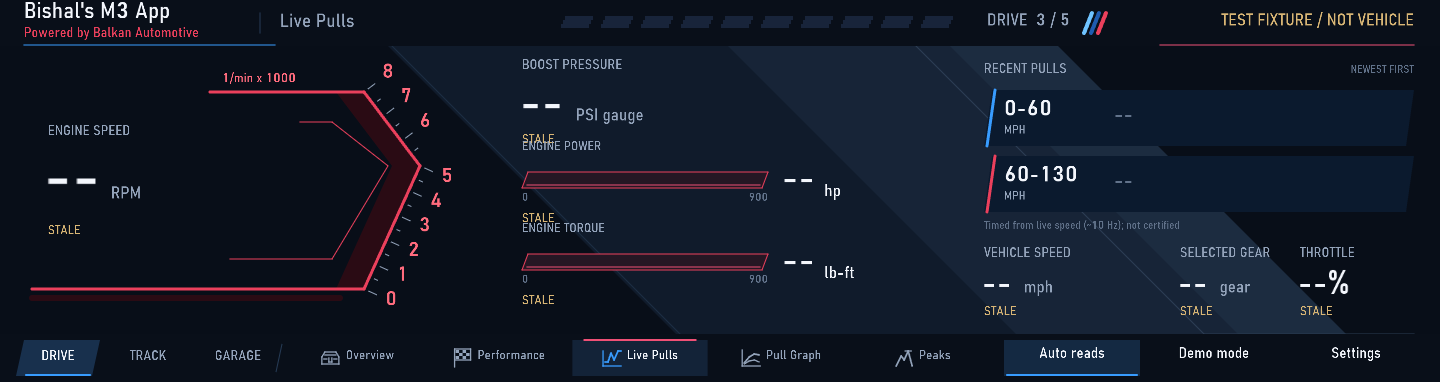 Bishal's M3 App
Powered by Balkan Automotive
Live Pulls
DRIVE 3 / 5
TEST FIXTURE / NOT VEHICLE
1/min x 1000
8
7
6
5
4
3
2
1
0
ENGINE SPEED
-- RPM
STALE
BOOST PRESSURE
-- PSI gauge
STALE
ENGINE POWER
-- hp
0 900
STALE
ENGINE TORQUE
-- lb-ft
0 900
STALE
RECENT PULLS
NEWEST FIRST
0-60 --
MPH
60-130 --
MPH
Timed from live speed (~10 Hz); not certified
VEHICLE SPEED
-- mph
STALE
SELECTED GEAR
-- gear
STALE
THROTTLE
--%
STALE
DRIVE
TRACK
GARAGE
Overview
Performance
Live Pulls
Pull Graph
Peaks
Auto reads
Demo mode
Settings